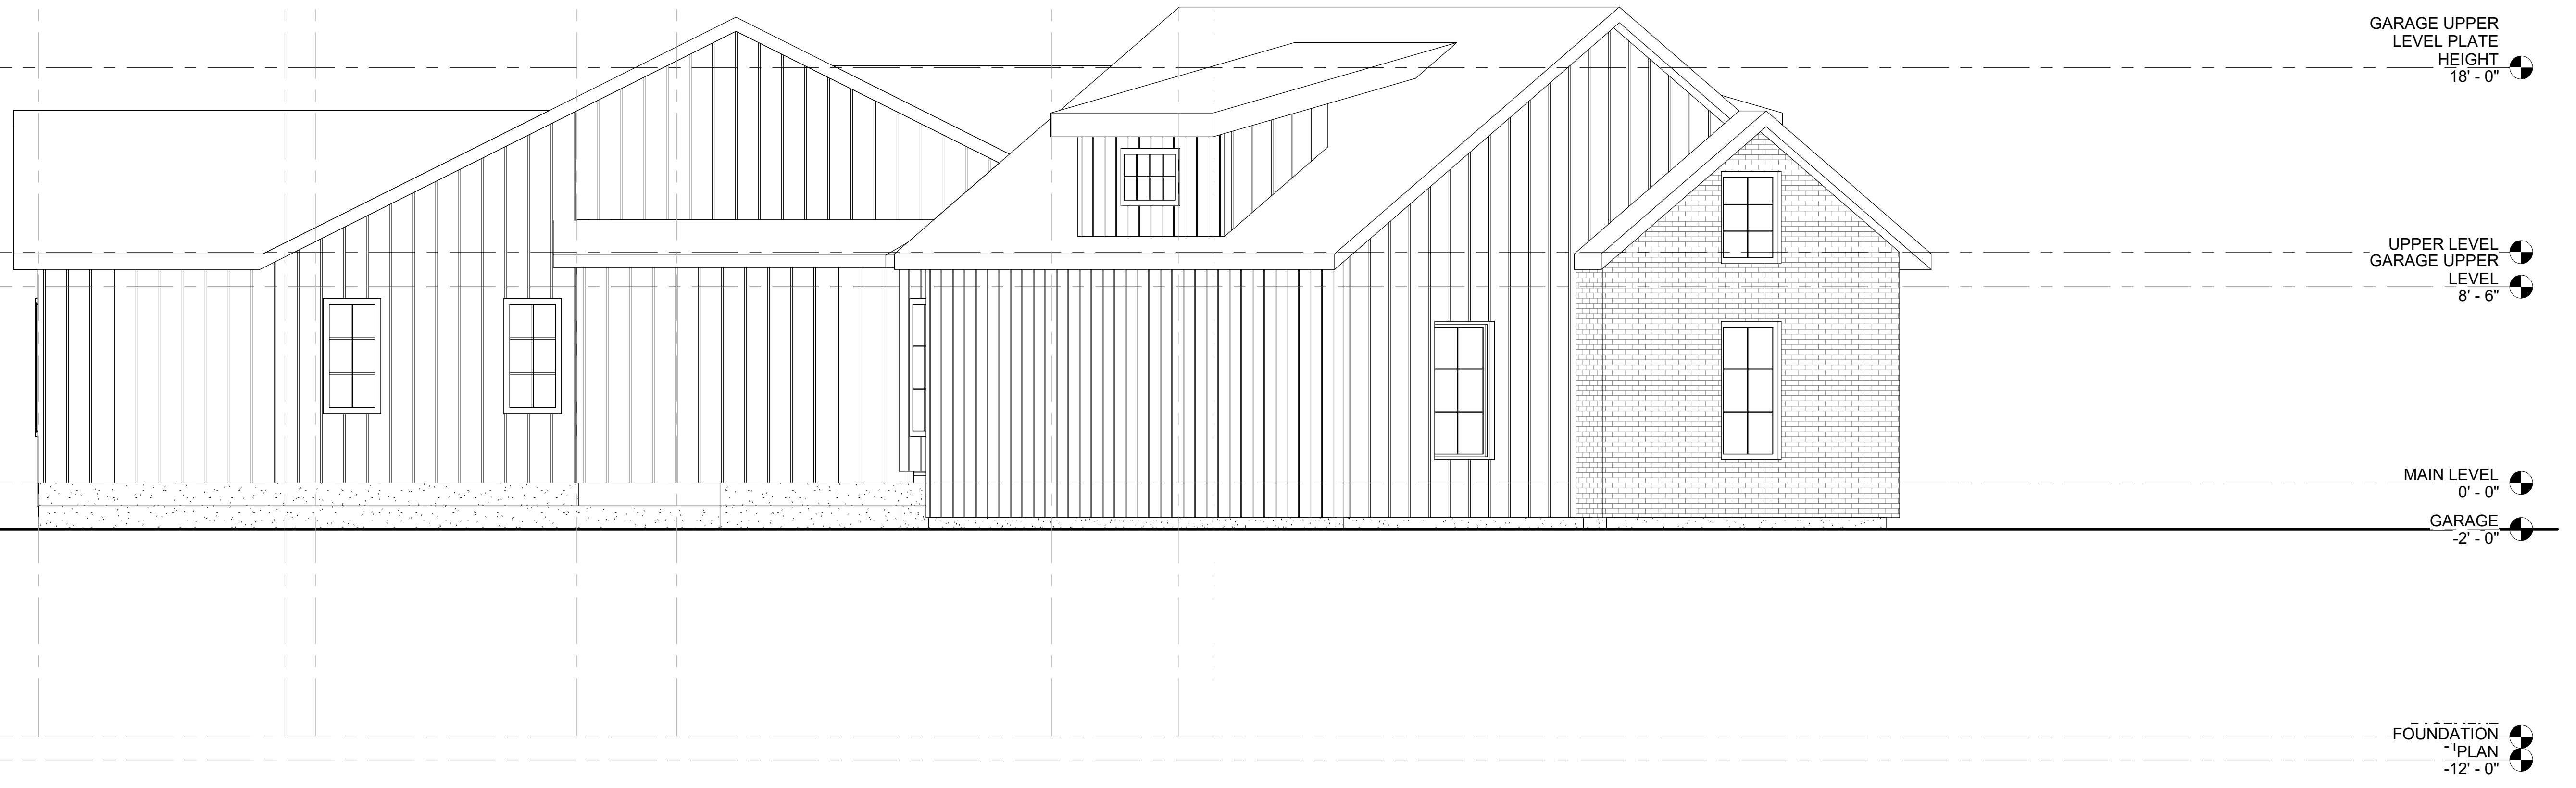 GARAGE UPPER
LEVEL PLATE
HEIGHT
18' - 0"
UPPER LEVEL
GARAGE UPPER
LEVEL
8' - 6"
MAIN LEVEL
0' - 0"
GARAGE
-2' - 0"
BASEMENT
FOUNDATION
PLAN
-12' - 0"